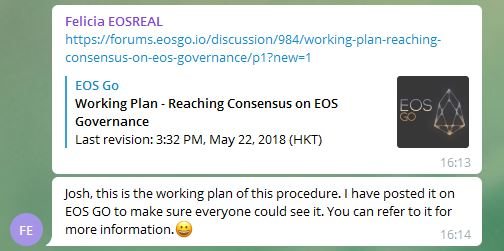 Felicia EOSREAL
https://forums.eosgo.io/discussion/984/working-plan-reaching-
consensus-on-eos-governance/p1?new=1
EOS Go
Working Plan - Reaching Consensus on EOS
Governance
Last revision: 3:32 PM, May 22, 2018 (HKT)
EOS
GO
16:13
Josh, this is the working plan of this procedure. I have posted it on
EOS GO to make sure everyone could see it. You can refer to it for
more information.😀
16:14
FE